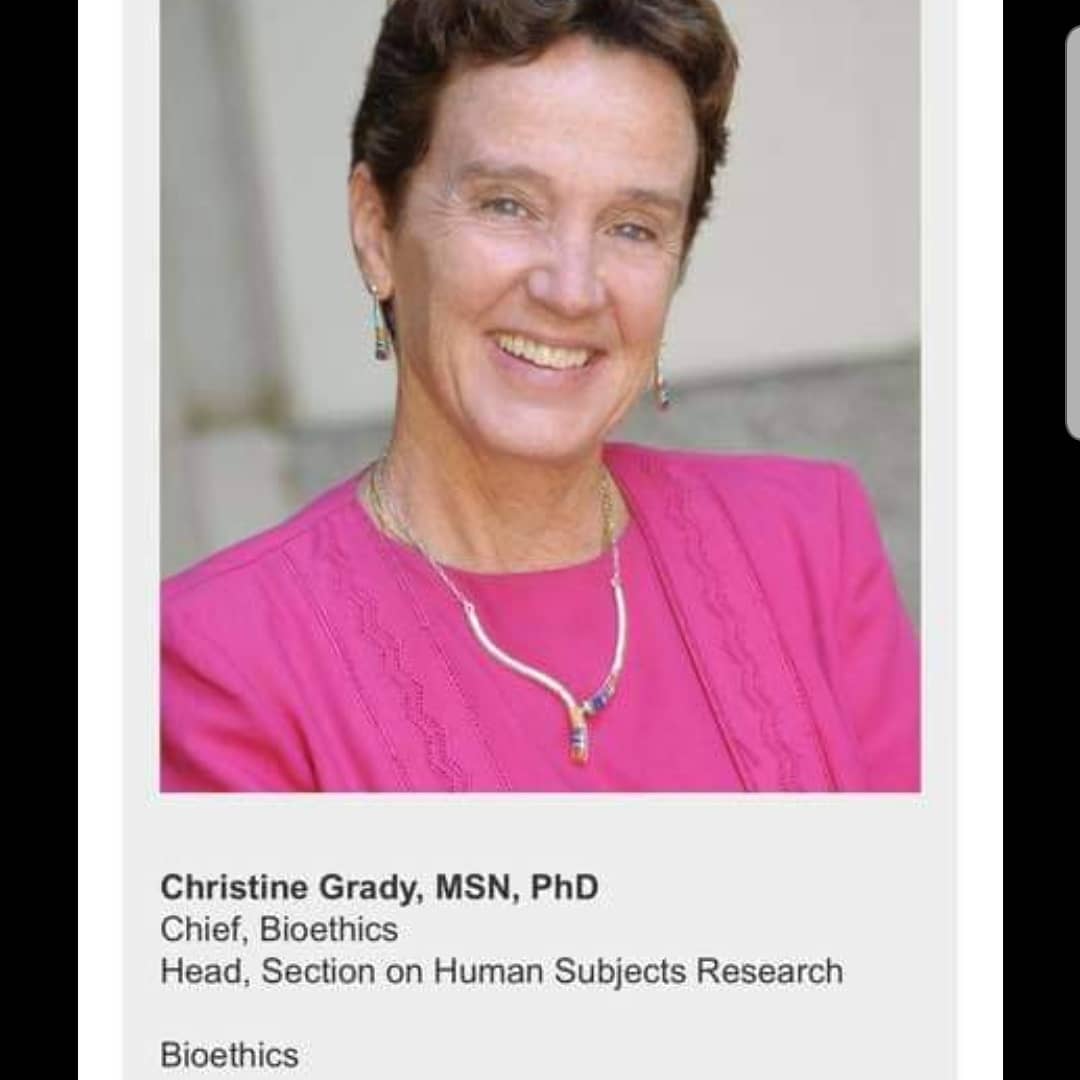 Christine Grady, MSN, PhD
Chief, Bioethics
Head, Section on Human Subjects Research
Bioethics